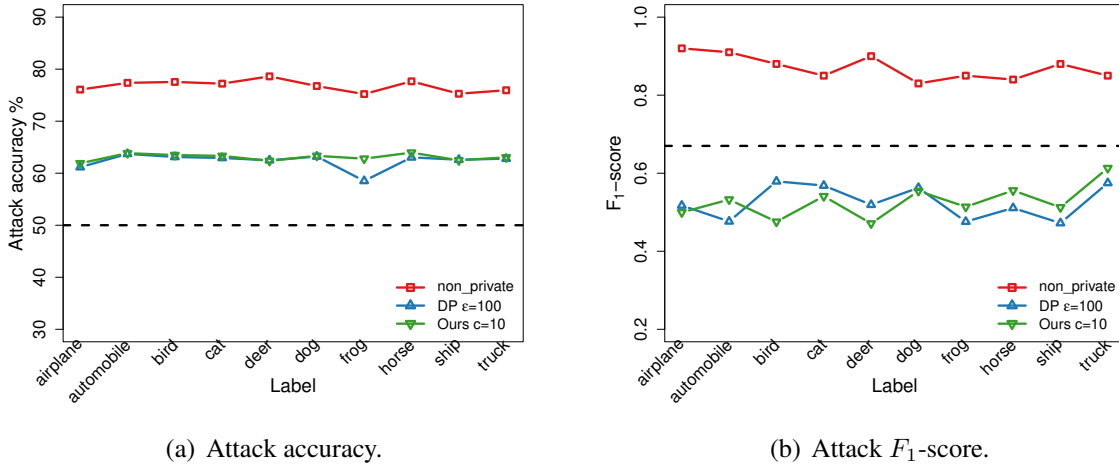 90
80
70
60
50
40
30
Attack accuracy %
non_private
DP ε=100
Ours c=10
airplane
automobile
bird
cat
deer
dog
frog
horse
ship
truck
Label
(a) Attack accuracy.
1.0
0.8
0.6
0.4
0.2
F₁−score
non_private
DP ε=100
Ours c=10
airplane
automobile
bird
cat
deer
dog
frog
horse
ship
truck
Label
(b) Attack F₁-score.